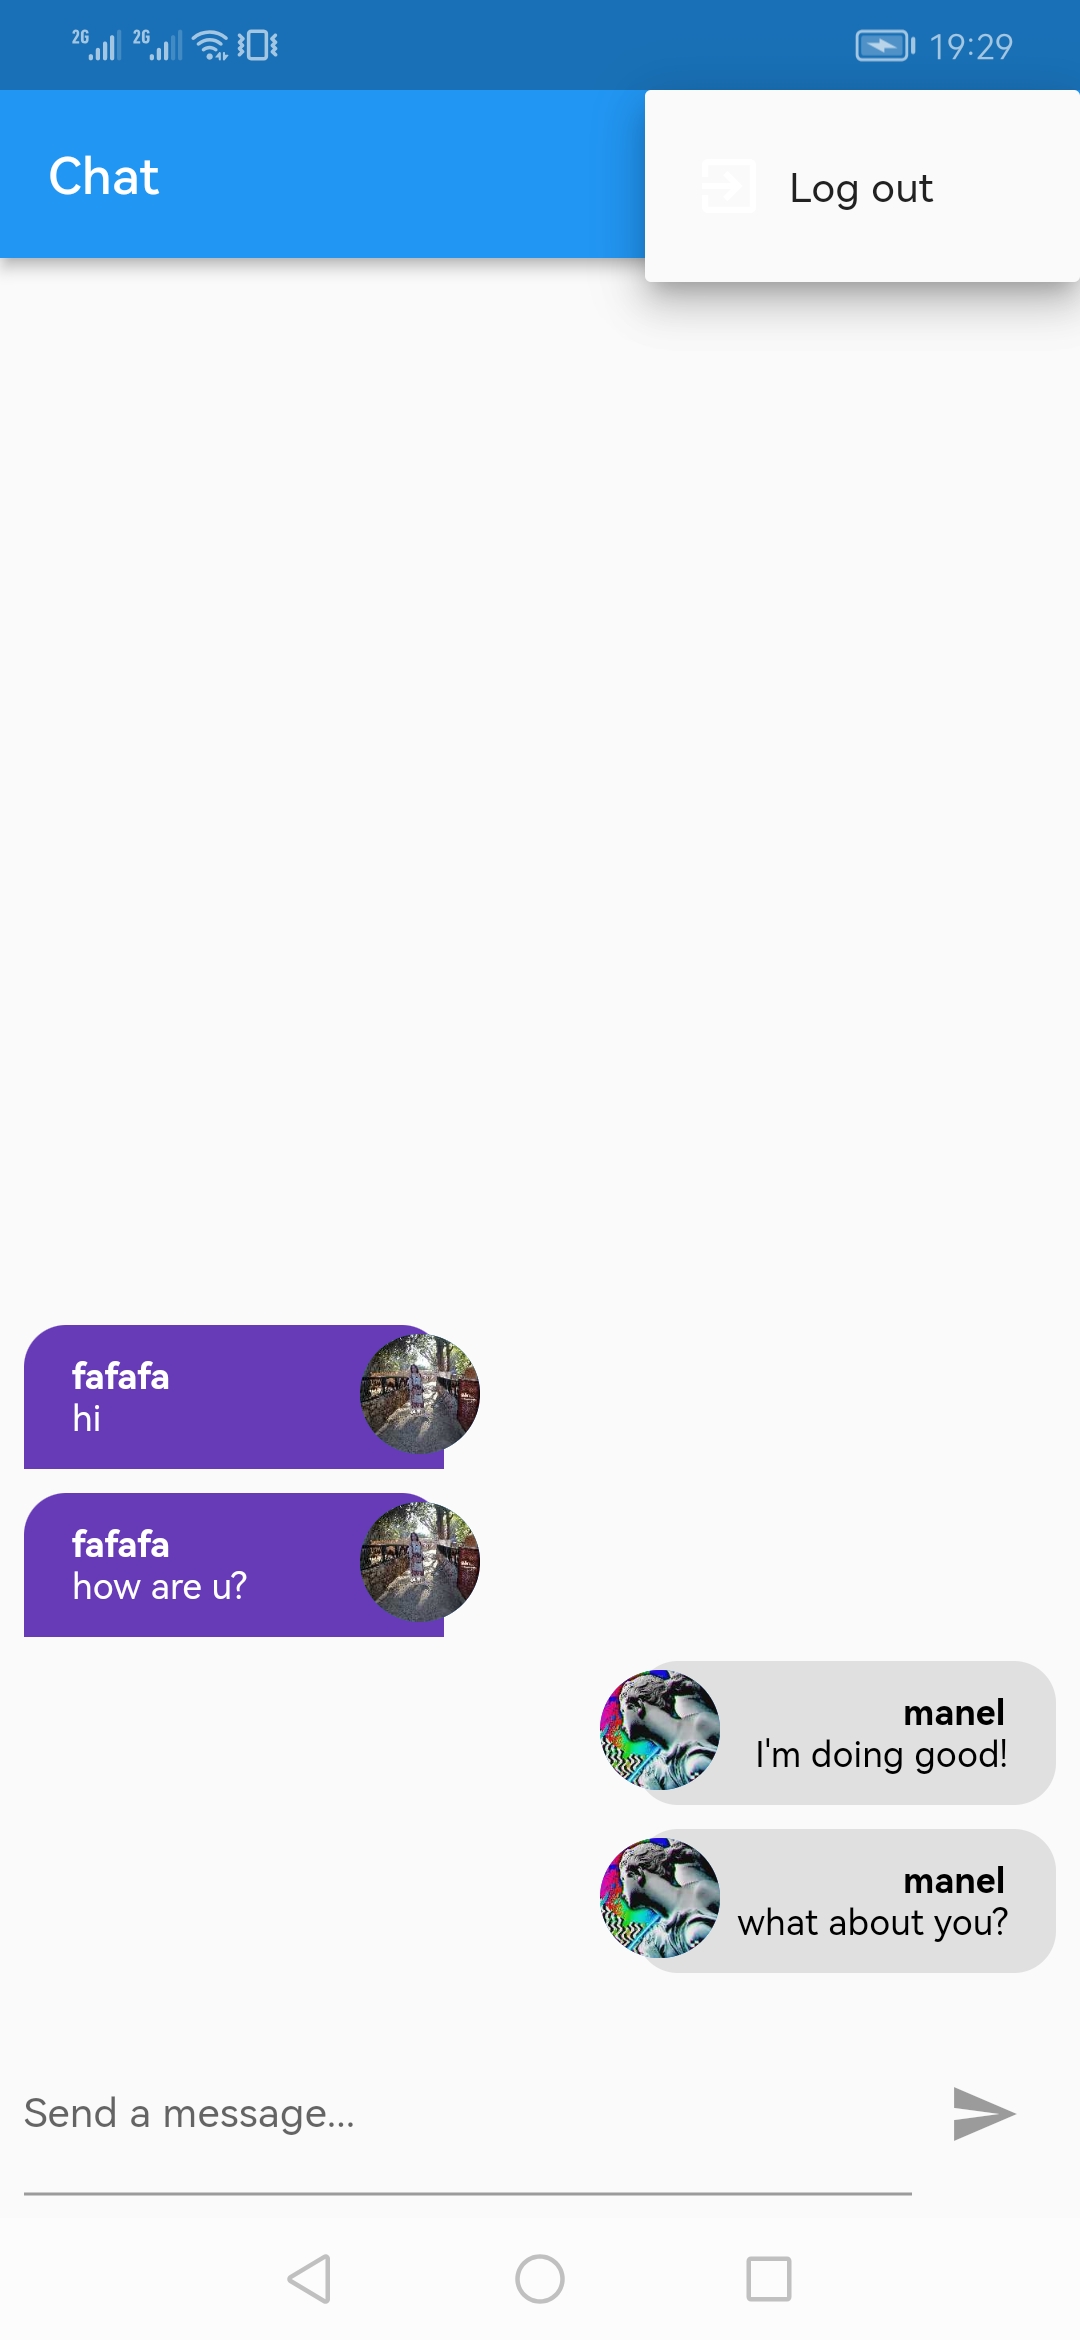 2G 2G 19:29
Chat
Log out
fafafa
hi
fafafa
how are u?
manel
I'm doing good!
manel
what about you?
Send a message...